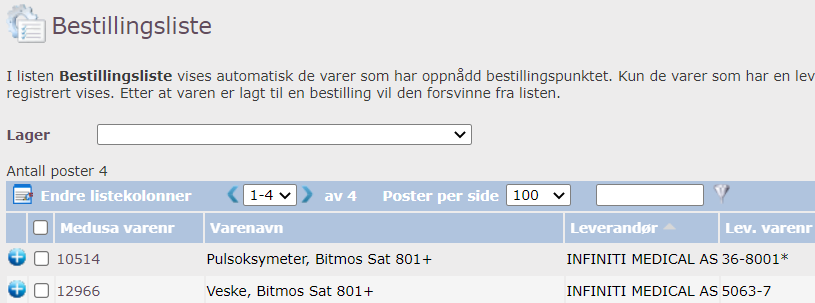 Bestillingsliste
I listen Bestillingsliste vises automatisk de varer som har oppnådd bestillingspunktet. Kun de varer som har en lev
registrert vises. Etter at varen er lagt til en bestilling vil den forsvinne fra listen.
Lager
Antall poster 4
Endre listekolonner 1-4 av 4 Poster per side 100
Medusa varenr Varenavn Leverandør Lev. varenr
10514 Pulsoksymeter, Bitmos Sat 801+ INFINITI MEDICAL AS 36-8001*
12966 Veske, Bitmos Sat 801+ INFINITI MEDICAL AS 5063-7